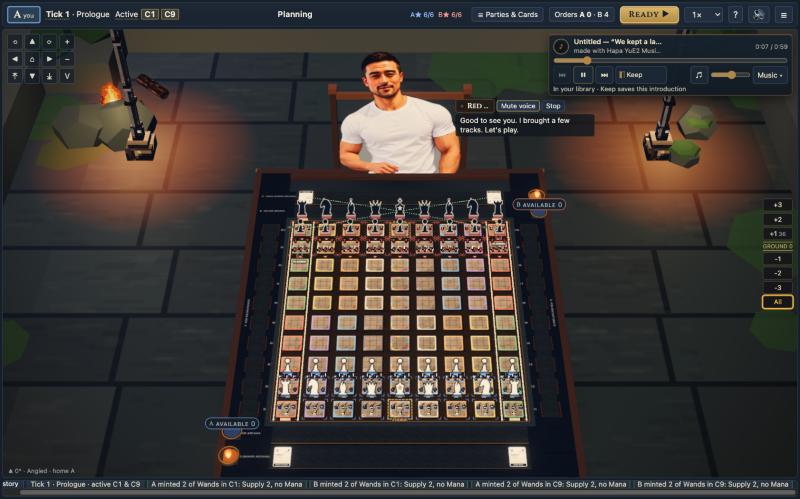 A you
Tick 1 · Prologue Active C1 C9
Planning
A★ 6/6 B★ 6/6
≡ Parties & Cards
Orders A 0 · B 4
READY ▶
1×
?
≡
Untitled — “We kept a la...
made with Hapa YuE2 Musi...
0:07 / 0:59
Keep
Music
In your library · Keep saves this introduction
RED ..
Mute voice
Stop
Good to see you. I brought a few
tracks. Let's play.
B AVAILABLE 0
+3
+2
+1 36
GROUND 0
-1
-2
-3
All
A AVAILABLE 0
▲ 0° · Angled · home A
story
Tick 1 · Prologue · active C1 & C9
A minted 2 of Wands in C1: Supply 2, no Mana
B minted 2 of Wands in C1: Supply 2, no Mana
A minted 2 of Wands in C9: Supply 2, no Mana
B minted 2 of Wands in C9: Supply 2, no Mana